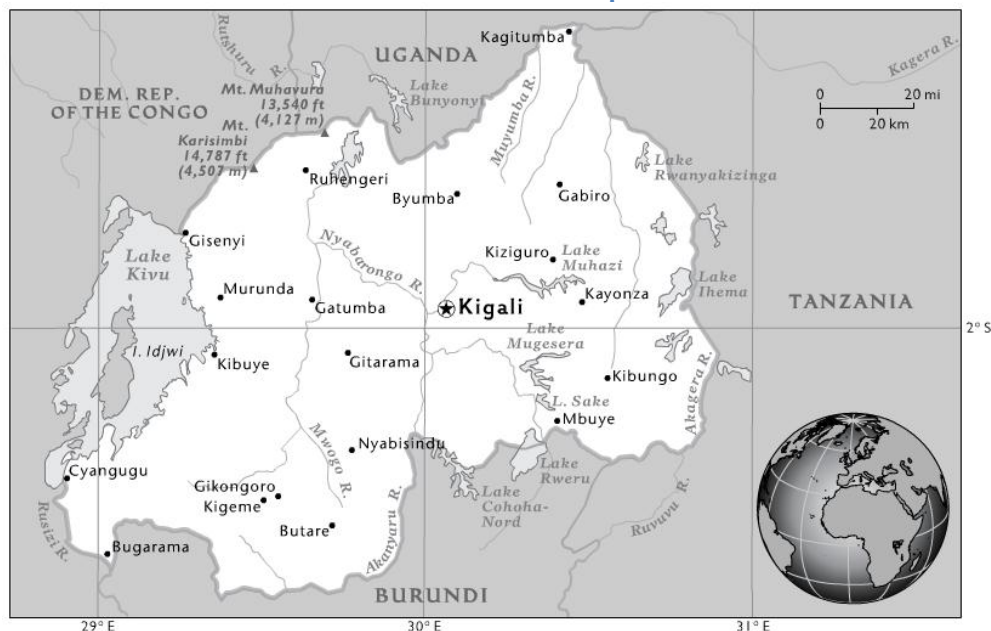 Kagitumba
UGANDA
Rutshuru R.
Kagera R.
DEM. REP.
OF THE CONGO
Mt. Muhavura
13,540 ft
(4,127 m)
Lake
Bunyonyi
Muyumba R.
0 20 mi
0 20 km
Mt.
Karisimbi
14,787 ft
(4,507 m)
Ruhengeri
Byumba
Gabiro
Lake
Rwanyakizinga
Gisenyi
Nyabarongo R.
Kiziguro
Lake
Muhazi
Lake
Kivu
Murunda
Gatumba
Kigali
Kayonza
Lake
Ihema
TANZANIA
2° S
Lake
Mugesera
I. Idjwi
Kibuye
Gitarama
Kibungo
Akagera R.
L. Sake
Mbuye
Mwogo R.
Nyabisindu
Cyangugu
Gikongoro
Kigeme
Butare
Akanyaru R.
Lake
Cohoha-
Nord
Lake
Rweru
Ruvuvu R.
Rusizi R.
Bugarama
BURUNDI
29° E
30° E
31° E